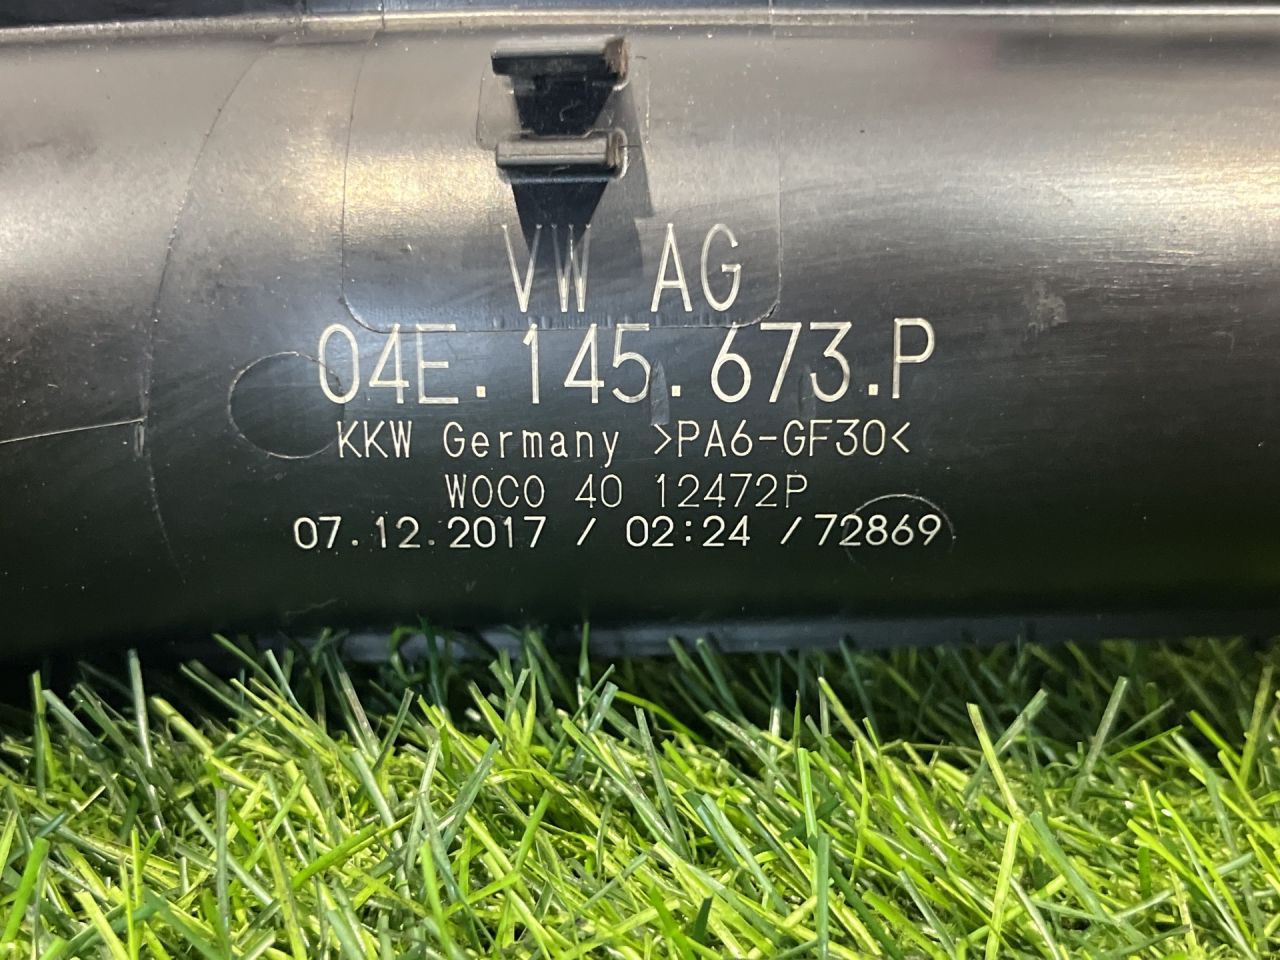 VW AG
04E.145.673.P
KKW Germany >PA6-GF30<
WOCO 40 12472P
07.12.2017 / 02:24 /72869